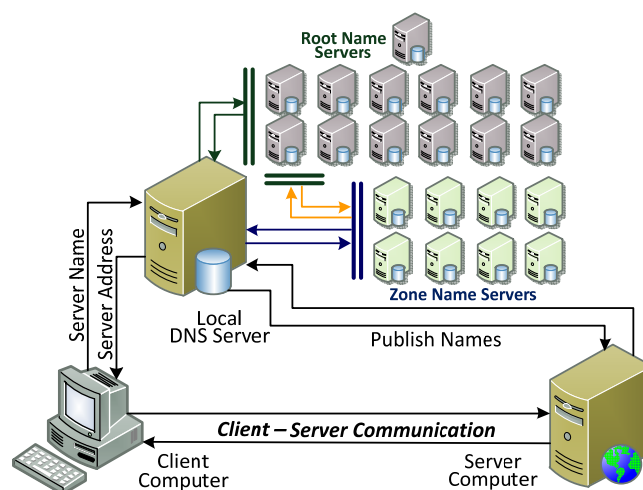 Root Name
Servers
Zone Name Servers
Server Name
Server Address
Local
DNS Server
Publish Names
Client – Server Communication
Client
Computer
Server
Computer